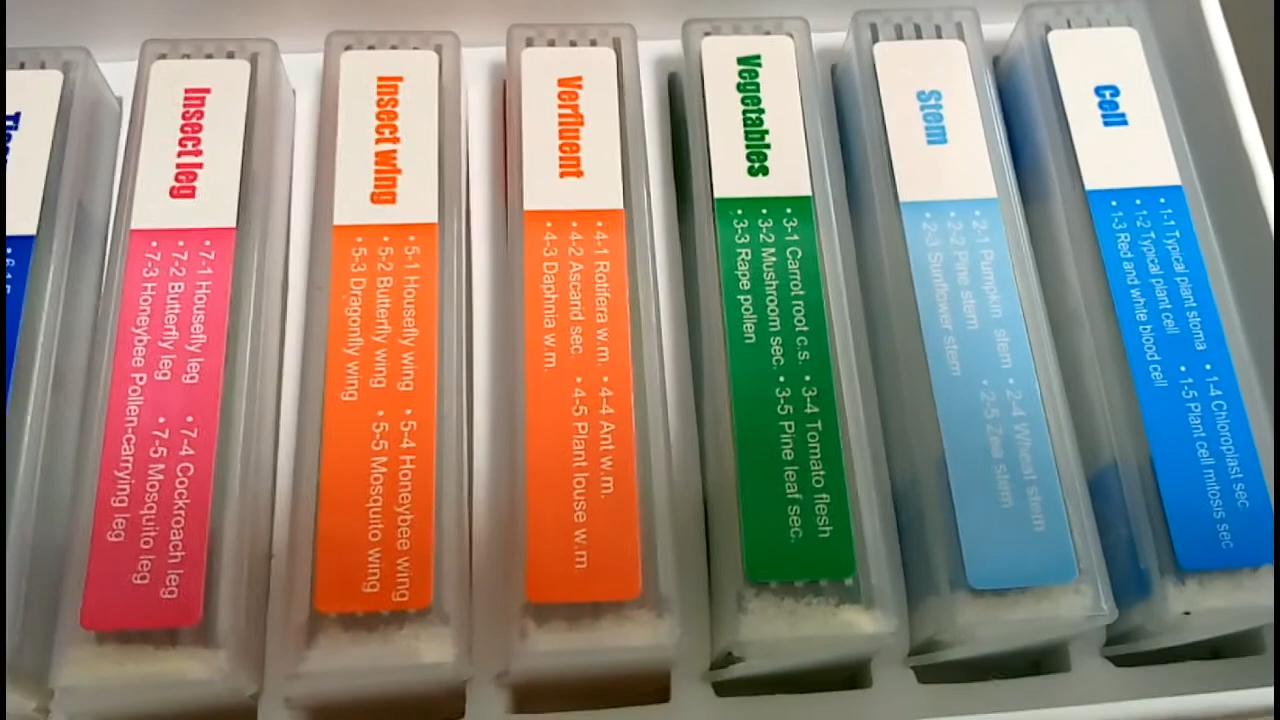 Insect leg
• 7-1 Housefly leg • 7-4 Cockroach leg
• 7-2 Butterfly leg • 7-5 Mosquito leg
• 7-3 Honeybee Pollen-carrying leg
Insect wing
• 5-1 Housefly wing • 5-4 Honeybee wing
• 5-2 Butterfly wing • 5-5 Mosquito wing
• 5-3 Dragonfly wing
Verfluent
• 4-1 Rotifera w.m. • 4-4 Ant w.m.
• 4-2 Ascarid sec. • 4-5 Plant louse w.m.
• 4-3 Daphnia w.m.
Vegetables
• 3-1 Carrot root c.s. • 3-4 Tomato flesh
• 3-2 Mushroom sec. • 3-5 Pine leaf sec.
• 3-3 Rape pollen
Stem
• 2-1 Pumpkin stem • 2-4 Wheat stem
• 2-2 Pine stem • 2-5 Zea stem
• 2-3 Sunflower stem
Cell
• 1-1 Typical plant stoma • 1-4 Chloroplast sec
• 1-2 Typical plant cell • 1-5 Plant cell mitosis sec
• 1-3 Red and white blood cell